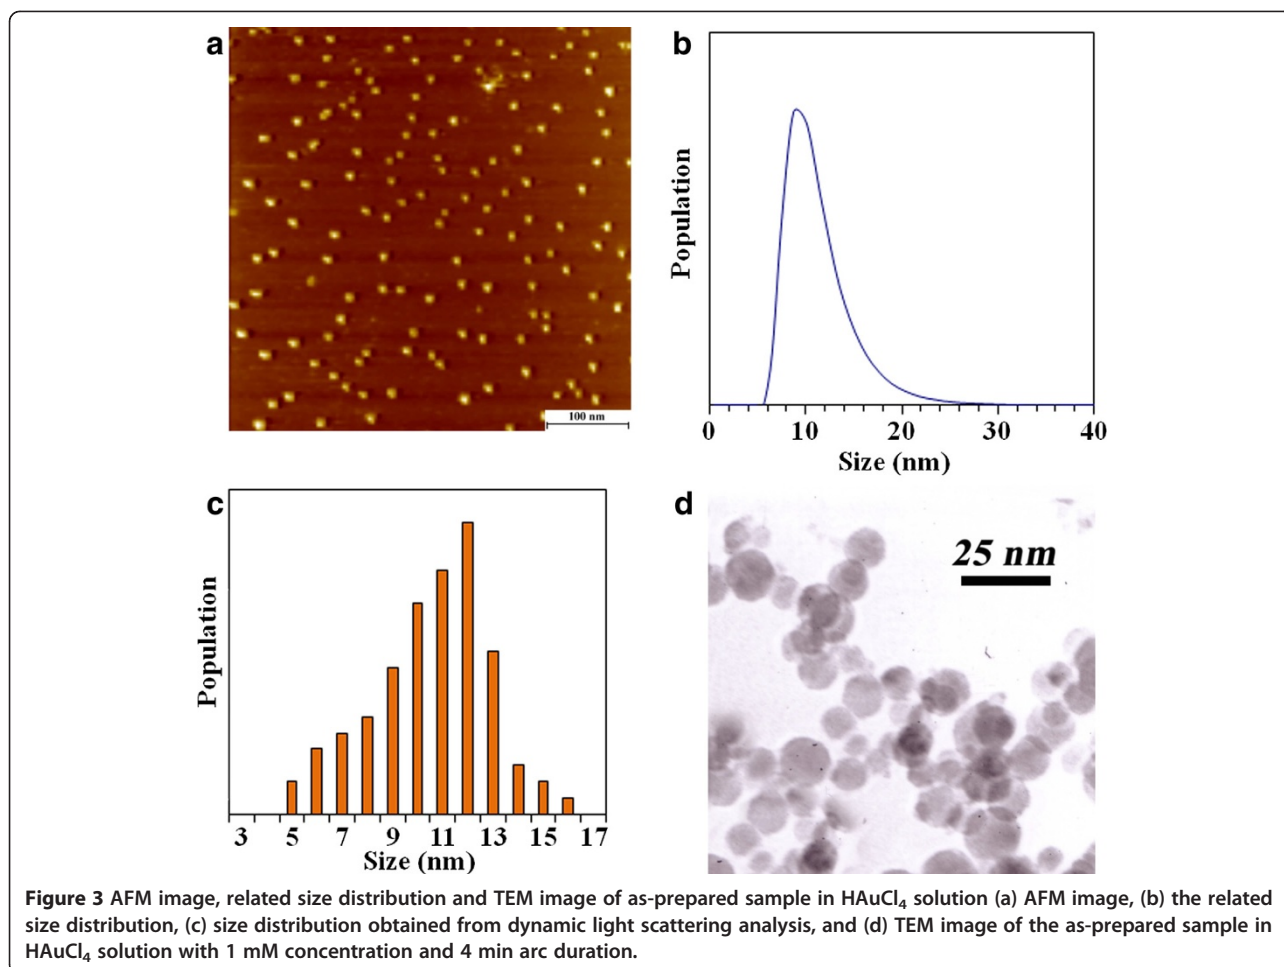 a
100 nm
b
Population
0 10 20 30 40
Size (nm)
c
Population
3 5 7 9 11 13 15 17
Size (nm)
d
25 nm
Figure 3 AFM image, related size distribution and TEM image of as-prepared sample in HAuCl₄ solution (a) AFM image, (b) the related
size distribution, (c) size distribution obtained from dynamic light scattering analysis, and (d) TEM image of the as-prepared sample in
HAuCl₄ solution with 1 mM concentration and 4 min arc duration.